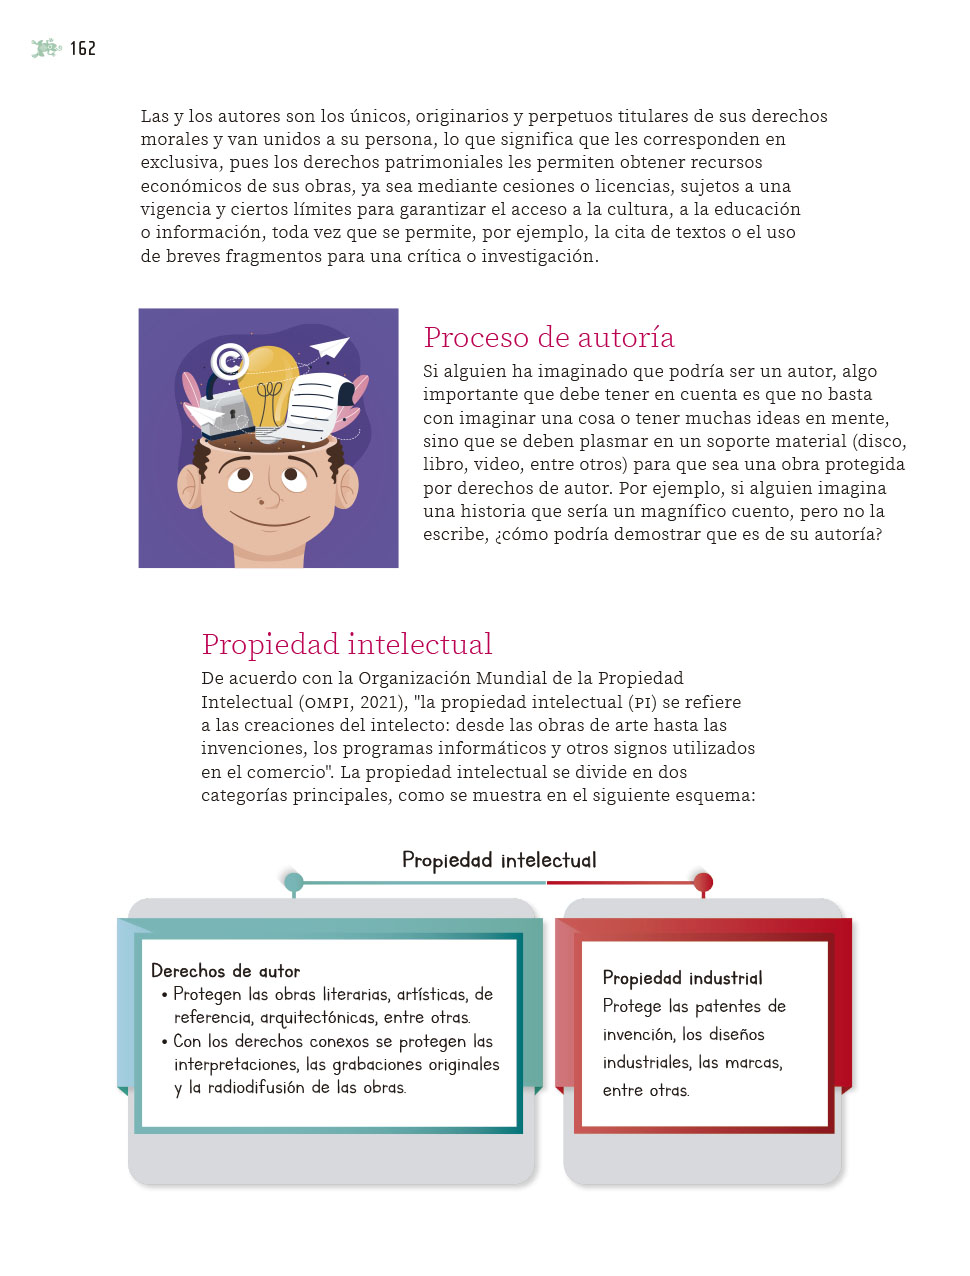 162
Las y los autores son los únicos, originarios y perpetuos titulares de sus derechos
morales y van unidos a su persona, lo que significa que les corresponden en
exclusiva, pues los derechos patrimoniales les permiten obtener recursos
económicos de sus obras, ya sea mediante cesiones o licencias, sujetos a una
vigencia y ciertos límites para garantizar el acceso a la cultura, a la educación
o información, toda vez que se permite, por ejemplo, la cita de textos o el uso
de breves fragmentos para una crítica o investigación.
©
Proceso de autoría
Si alguien ha imaginado que podría ser un autor, algo
importante que debe tener en cuenta es que no basta
con imaginar una cosa o tener muchas ideas en mente,
sino que se deben plasmar en un soporte material (disco,
libro, video, entre otros) para que sea una obra protegida
por derechos de autor. Por ejemplo, si alguien imagina
una historia que sería un magnífico cuento, pero no la
escribe, ¿cómo podría demostrar que es de su autoría?
Propiedad intelectual
De acuerdo con la Organización Mundial de la Propiedad
Intelectual (OMPI, 2021), "la propiedad intelectual (PI) se refiere
a las creaciones del intelecto: desde las obras de arte hasta las
invenciones, los programas informáticos y otros signos utilizados
en el comercio". La propiedad intelectual se divide en dos
categorías principales, como se muestra en el siguiente esquema:
Propiedad intelectual
Derechos de autor
• Protegen las obras literarias, artísticas, de
referencia, arquitectónicas, entre otras.
• Con los derechos conexos se protegen las
interpretaciones, las grabaciones originales
y la radiodifusión de las obras.
Propiedad industrial
Protege las patentes de
invención, los diseños
industriales, las marcas,
entre otras.